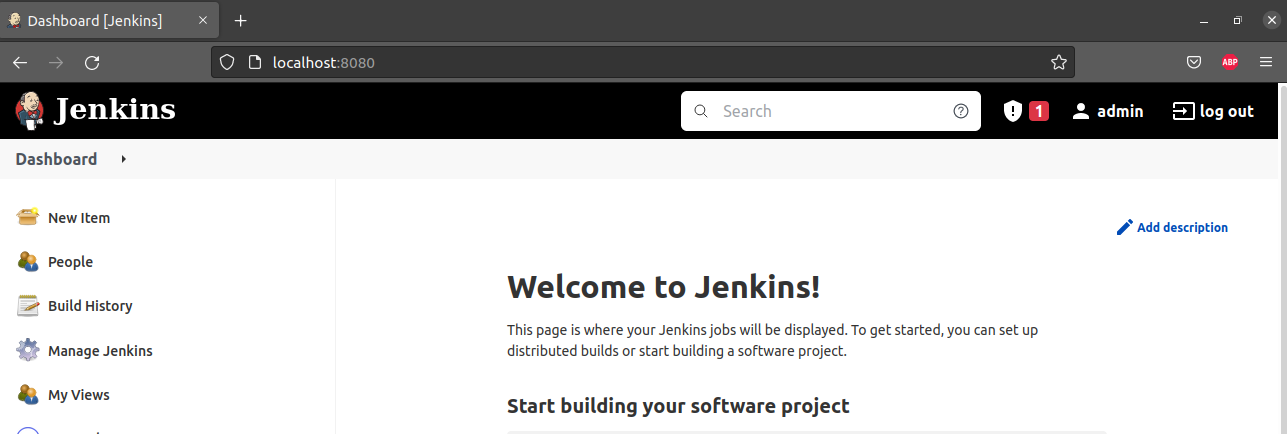 Dashboard [Jenkins]
localhost:8080
ABP
Jenkins
Search
1
admin
log out
Dashboard
New Item
People
Build History
Manage Jenkins
My Views
Add description
Welcome to Jenkins!
This page is where your Jenkins jobs will be displayed. To get started, you can set up
distributed builds or start building a software project.
Start building your software project